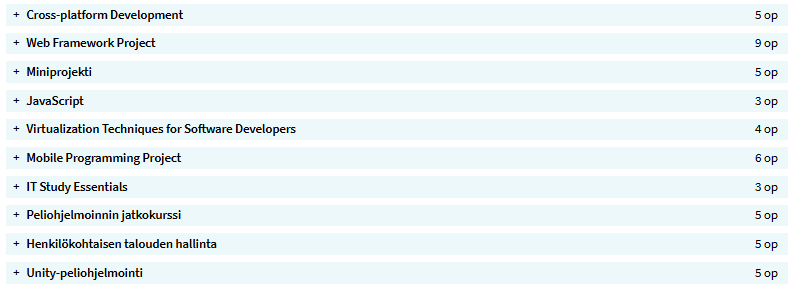 + Cross-platform Development 5 op
+ Web Framework Project 9 op
+ Miniprojekti 5 op
+ JavaScript 3 op
+ Virtualization Techniques for Software Developers 4 op
+ Mobile Programming Project 6 op
+ IT Study Essentials 3 op
+ Peliohjelmoinnin jatkokurssi 5 op
+ Henkilökohtaisen talouden hallinta 5 op
+ Unity-peliohjelmointi 5 op